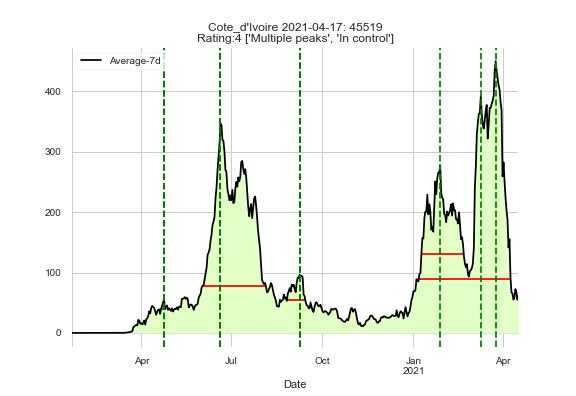 Cote_d'Ivoire 2021-04-17: 45519
Rating:4 ['Multiple peaks', 'In control']
Average-7d
400
300
200
100
0
Apr
Jul
Oct
Jan
2021
Apr
Date